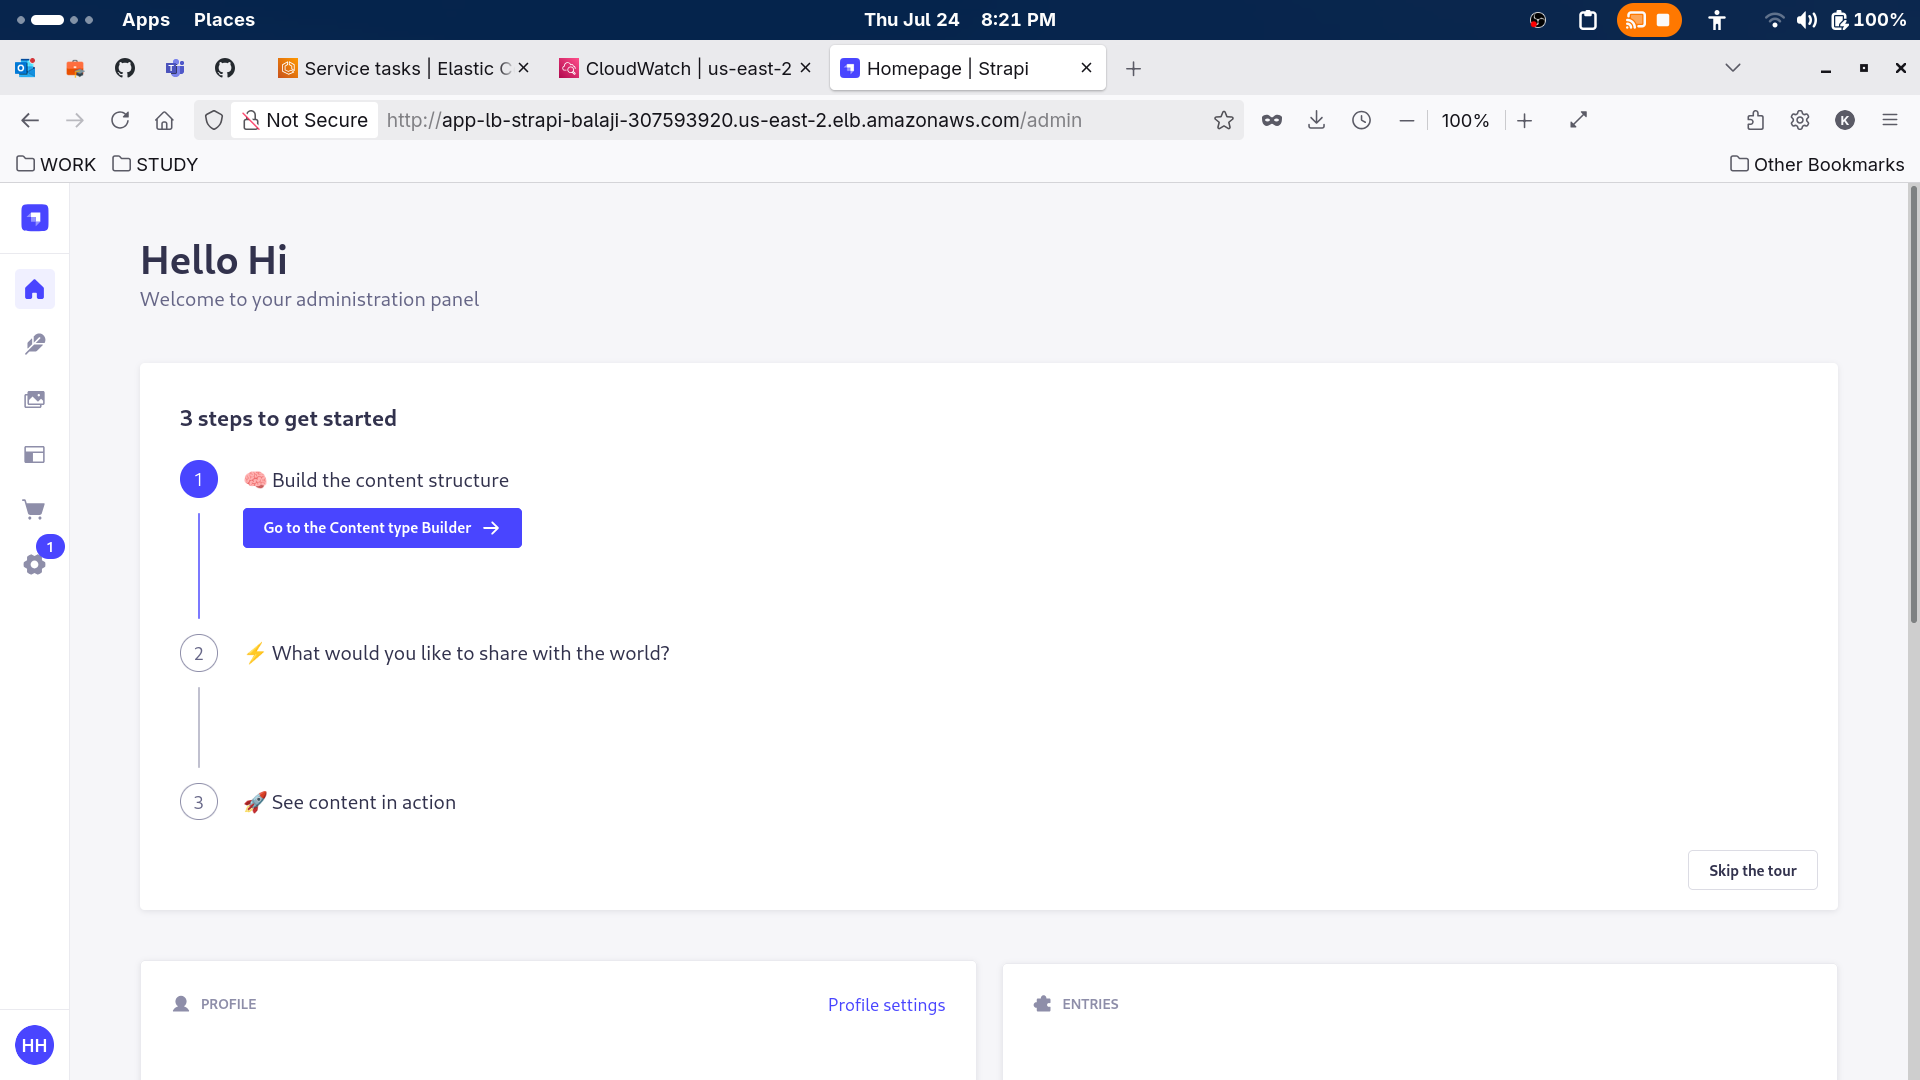 Apps Places Thu Jul 24 8:21 PM 100%
Service tasks | Elastic C CloudWatch | us-east-2 Homepage | Strapi
Not Secure http://app-lb-strapi-balaji-307593920.us-east-2.elb.amazonaws.com/admin 100% K
WORK STUDY Other Bookmarks
Hello Hi
Welcome to your administration panel
3 steps to get started
1 🧠 Build the content structure
Go to the Content type Builder
1
2 ⚡ What would you like to share with the world?
3 🚀 See content in action
Skip the tour
PROFILE Profile settings ENTRIES
HH